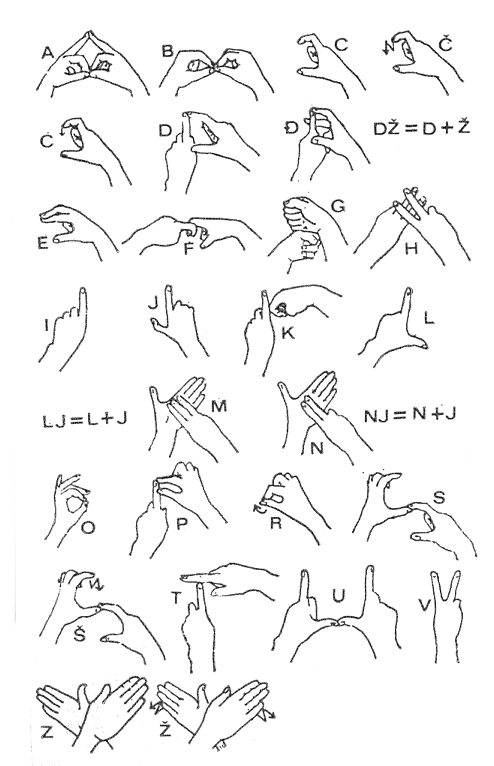 A B C Č
Ć D Đ DŽ=D+Ž
E F G H
I J K L
LJ=L+J M N NJ=N+J
O P R S
Š T U V
Z Ž